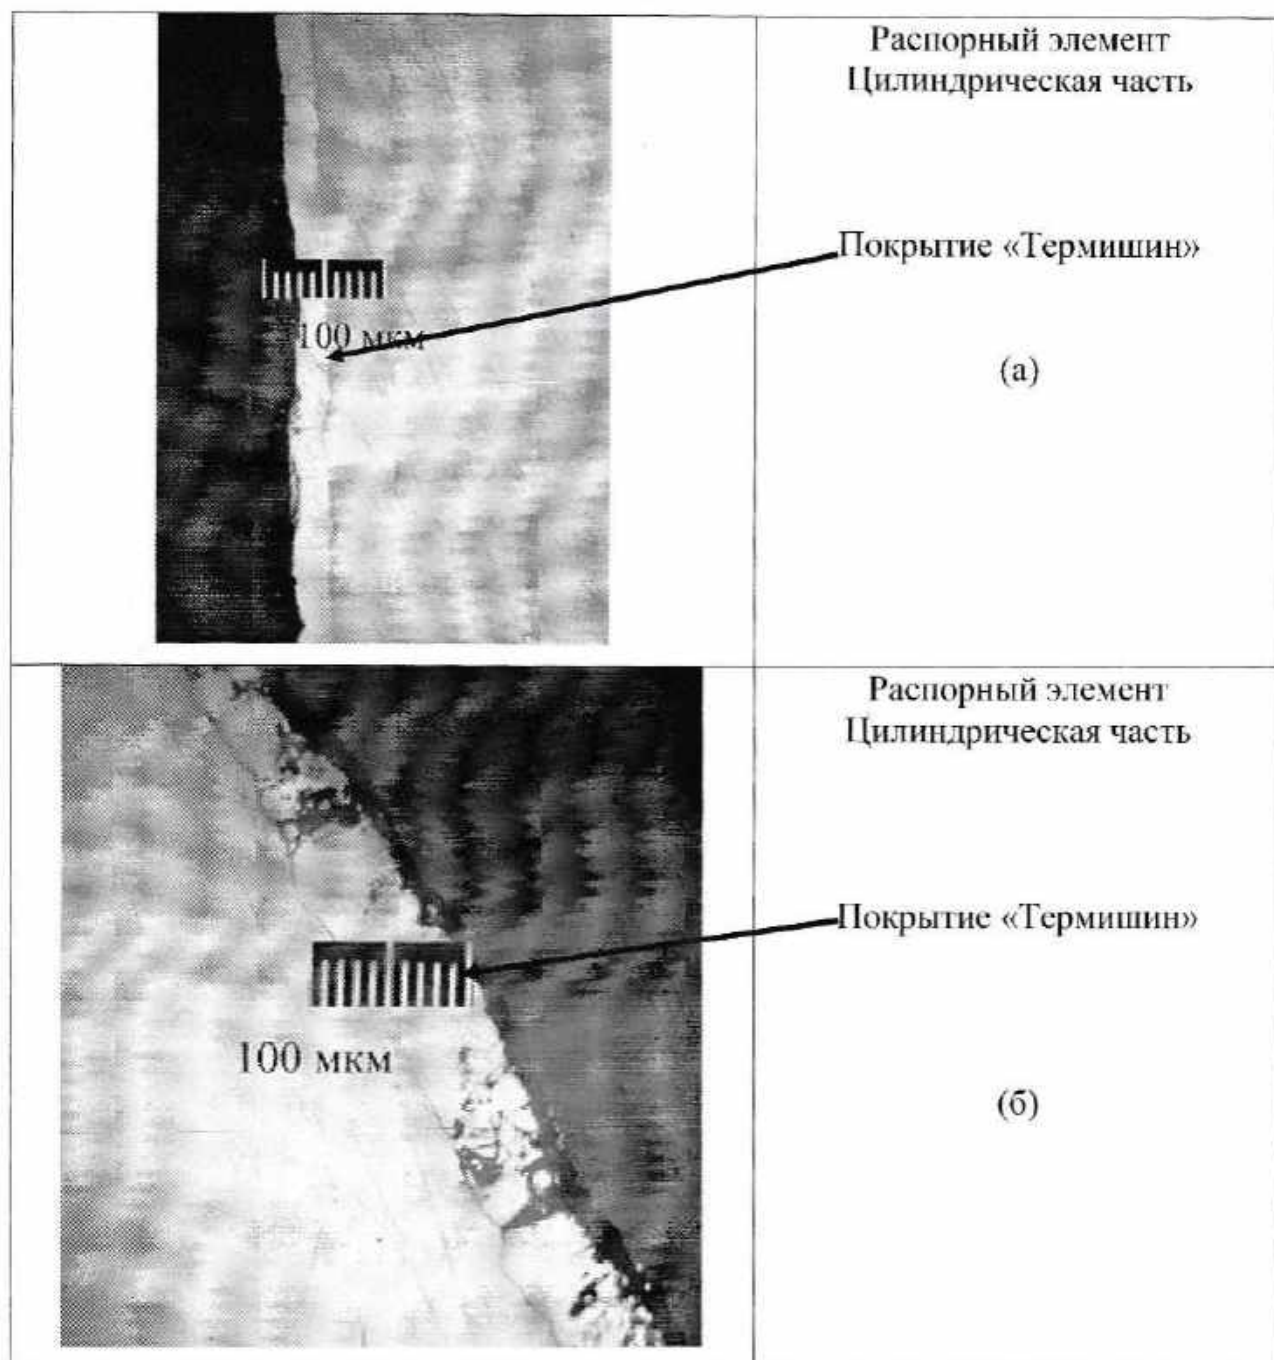 Распорный элемент
Цилиндрическая часть
Покрытие «Термишин»
100 мкм
(а)
Распорный элемент
Цилиндрическая часть
Покрытие «Термишин»
100 мкм
(б)